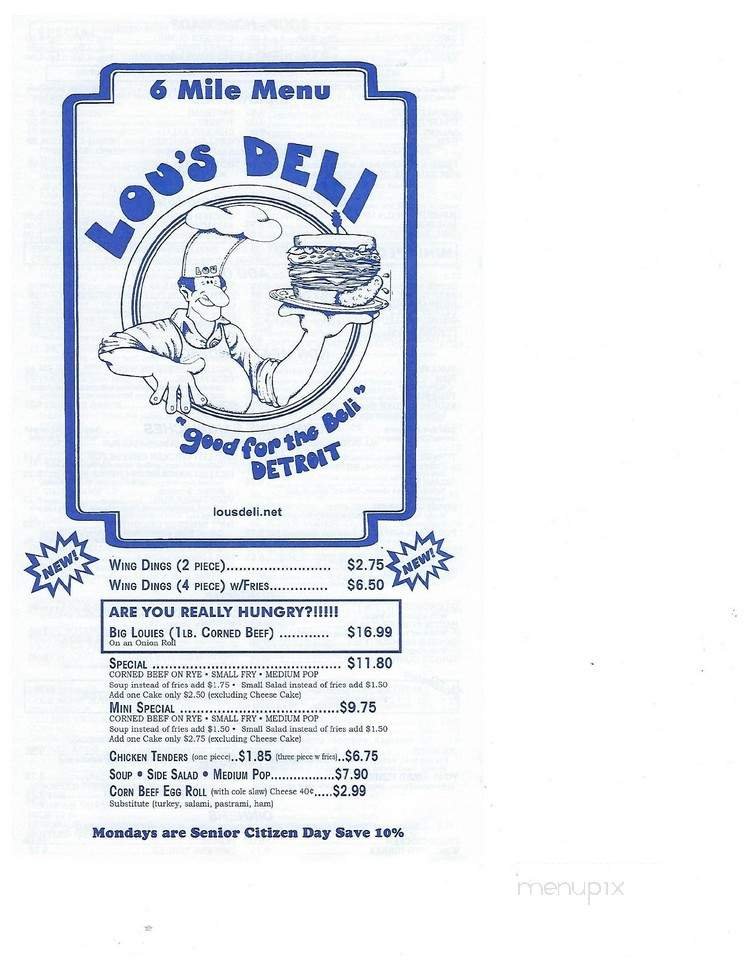 6 Mile Menu
LOU'S DELI
LOU
"good for the Beli"
DETROIT
lousdeli.net
NEW!
NEW!
WING DINGS (2 PIECE)......................... $2.75
WING DINGS (4 PIECE) W/FRIES.............. $6.50
ARE YOU REALLY HUNGRY?!!!!!
BIG LOUIES (1LB. CORNED BEEF) ............ $16.99
On an Onion Roll
SPECIAL ......................................... $11.80
CORNED BEEF ON RYE • SMALL FRY • MEDIUM POP
Soup instead of fries add $1.75 • Small Salad instead of fries add $1.50
Add one Cake only $2.50 (excluding Cheese Cake)
MINI SPECIAL ...................................$9.75
CORNED BEEF ON RYE • SMALL FRY • MEDIUM POP
Soup instead of fries add $1.50 • Small Salad instead of fries add $1.50
Add one Cake only $2.75 (excluding Cheese Cake)
CHICKEN TENDERS (one piece)..$1.85 (three piece w fries)..$6.75
SOUP • SIDE SALAD • MEDIUM POP.................$7.90
CORN BEEF EGG ROLL (with cole slaw) Cheese 40¢.....$2.99
Substitute (turkey, salami, pastrami, ham)
Mondays are Senior Citizen Day Save 10%
menupix